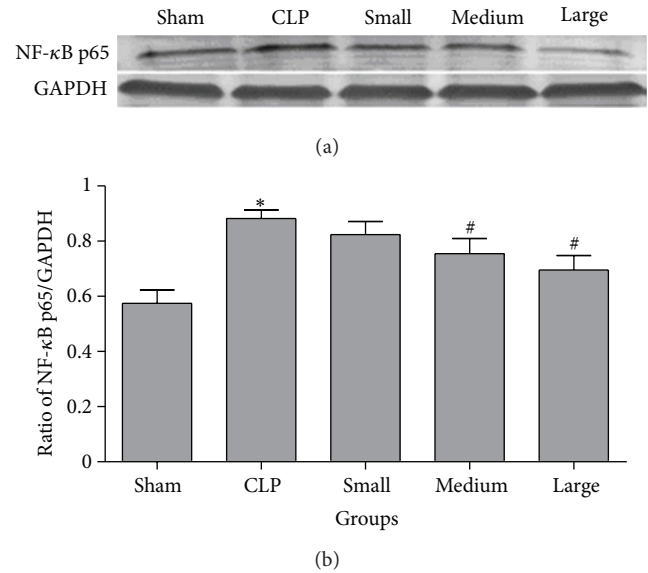 Sham CLP Small Medium Large
NF-κB p65
GAPDH
(a)
Ratio of NF-κB p65/GAPDH
1
0.8
0.6
0.4
0.2
0
*
#
#
Sham CLP Small Medium Large
Groups
(b)